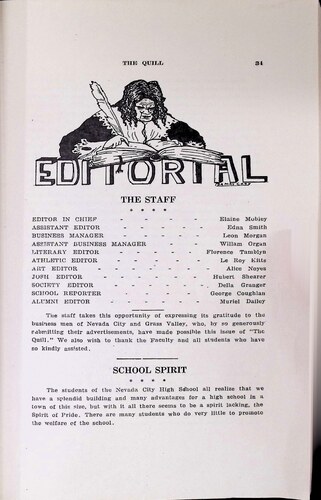 THE QUILL 34
EDITORIAL
THE STAFF
* * * *
EDITOR IN CHIEF - - - - - Elaine Mobley
ASSISTANT EDITOR - - - - - Edna Smith
BUSINESS MANAGER - - - - - Leon Morgan
ASSISTANT BUSINESS MANAGER - - - - William Organ
LITERARY EDITOR - - - - - Florence Tamblyn
ATHLETIC EDITOR - - - - - Le Roy Kitts
ART EDITOR - - - - - Alice Noyes
JOSH EDITOR - - - - - Hubert Shearer
SOCIETY EDITOR - - - - - Della Granger
SCHOOL REPORTER - - - - - George Coughlan
ALUMNI EDITOR - - - - - Muriel Dailey
The staff takes this opportunity of expressing its gratitude to the
business men of Nevada City and Grass Valley, who, by so generously
submitting their advertisements, have made possible this issue of "The
Quill." We also wish to thank the Faculty and all students who have
so kindly assisted.
SCHOOL SPIRIT
* * * *
The students of the Nevada City High School all realize that we
have a splendid building and many advantages for a high school in a
town of this size, but with it all there seems to be a spirit lacking, the
Spirit of Pride. There are many students who do very little to promote
the welfare of the school.